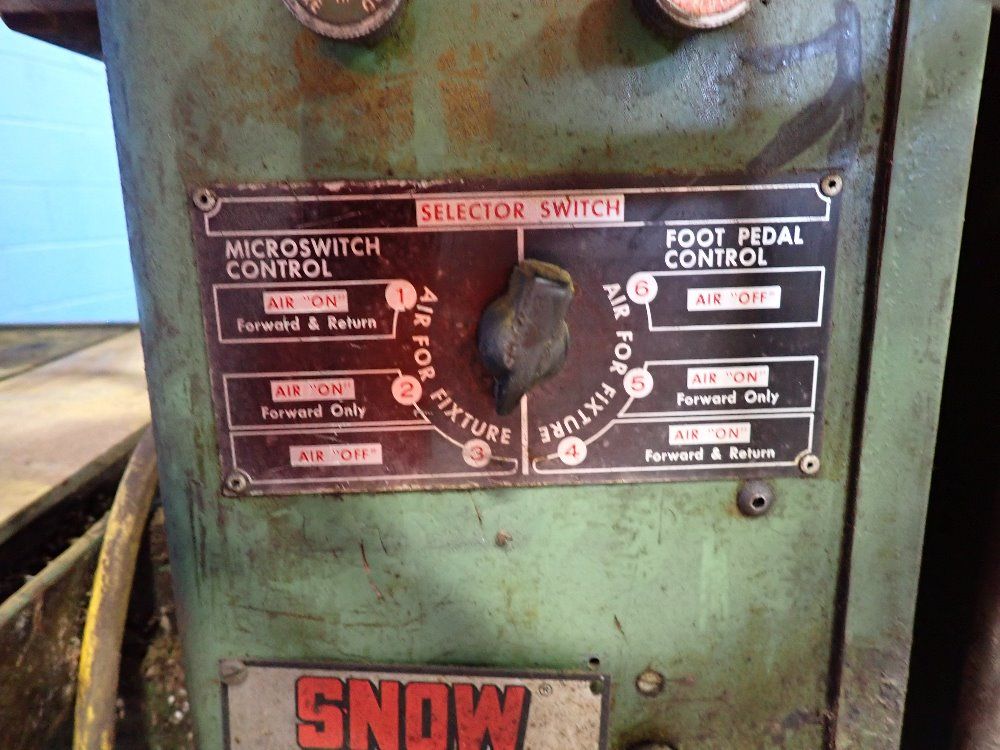 SELECTOR SWITCH
MICROSWITCH
CONTROL
AIR "ON"
Forward & Return
1
AIR "ON"
Forward Only
2
AIR "OFF"
3
AIR FOR FIXTURE
FOOT PEDAL
CONTROL
6
AIR "OFF"
5
AIR "ON"
Forward Only
4
AIR "ON"
Forward & Return
AIR FOR FIXTURE
SNOW®